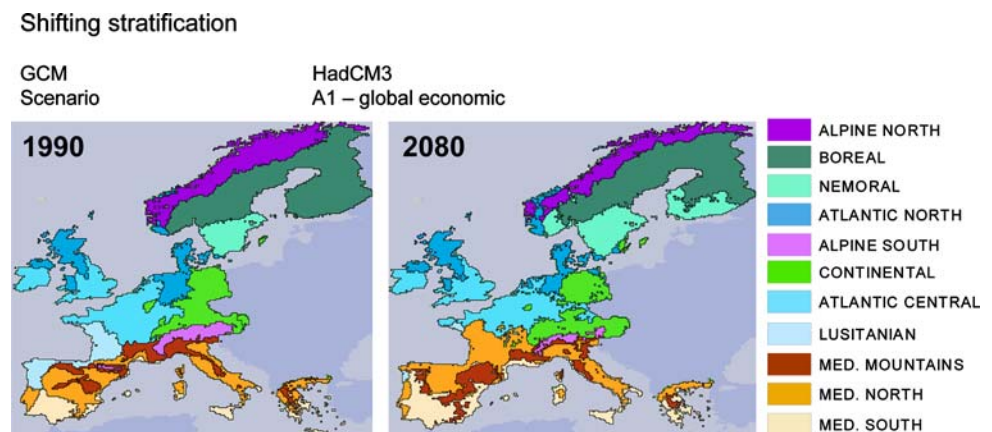 Shifting stratification
GCM HadCM3
Scenario A1 – global economic
1990
2080
ALPINE NORTH
BOREAL
NEMORAL
ATLANTIC NORTH
ALPINE SOUTH
CONTINENTAL
ATLANTIC CENTRAL
LUSITANIAN
MED. MOUNTAINS
MED. NORTH
MED. SOUTH